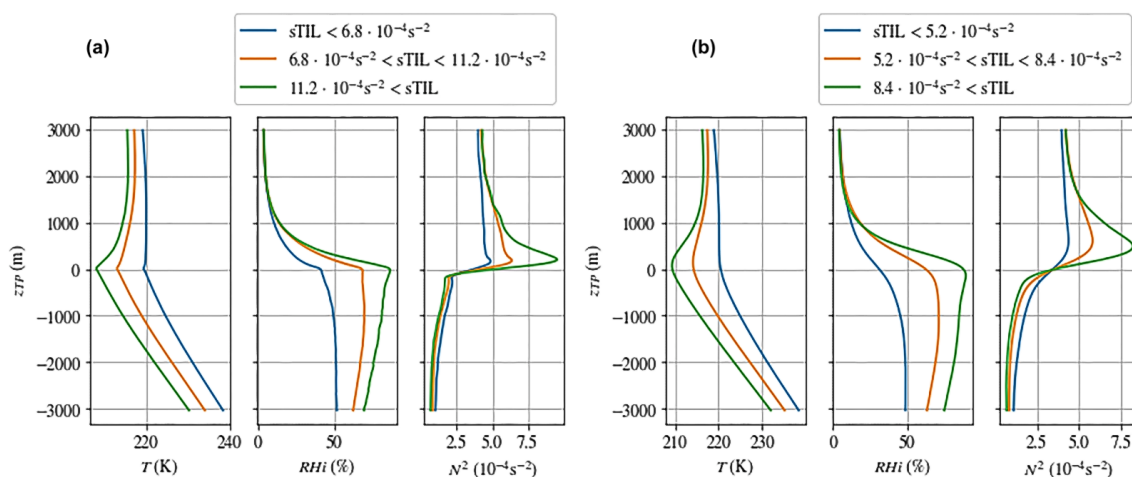 (a)
sTIL < 6.8 · 10⁻⁴s⁻²
6.8 · 10⁻⁴s⁻² < sTIL < 11.2 · 10⁻⁴s⁻²
11.2 · 10⁻⁴s⁻² < sTIL
3000
2000
1000
0
−1000
−2000
−3000
z_TP (m)
220 240
T (K)
0 50
RHi (%)
2.5 5.0 7.5
N² (10⁻⁴s⁻²)
(b)
sTIL < 5.2 · 10⁻⁴s⁻²
5.2 · 10⁻⁴s⁻² < sTIL < 8.4 · 10⁻⁴s⁻²
8.4 · 10⁻⁴s⁻² < sTIL
3000
2000
1000
0
−1000
−2000
−3000
z_TP (m)
210 220 230
T (K)
0 50
RHi (%)
2.5 5.0 7.5
N² (10⁻⁴s⁻²)